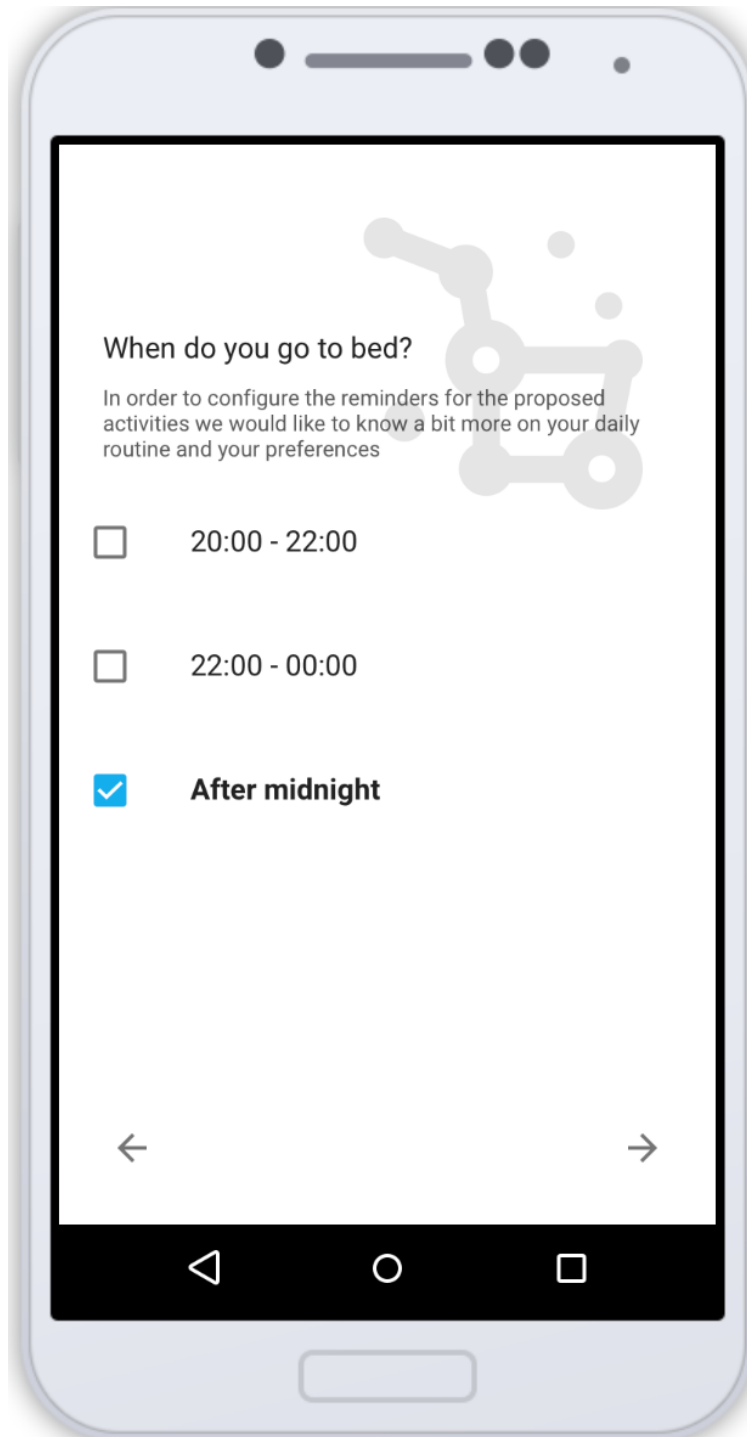 When do you go to bed?
In order to configure the reminders for the proposed
activities we would like to know a bit more on your daily
routine and your preferences
20:00 - 22:00
22:00 - 00:00
After midnight